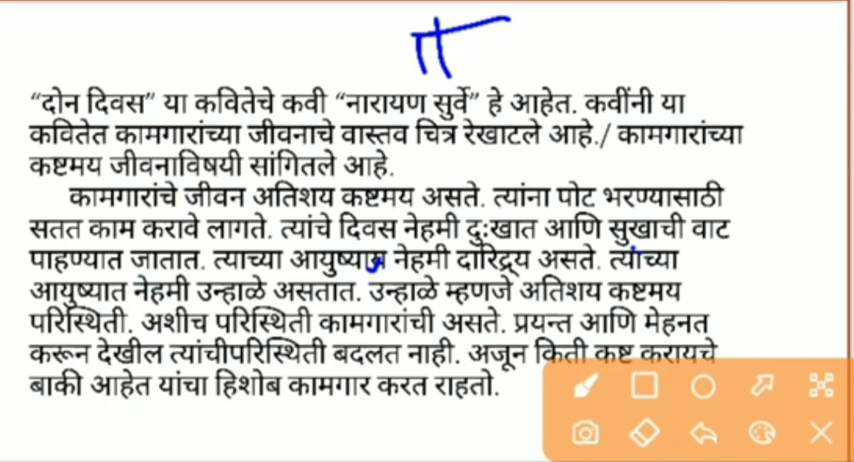 “दोन दिवस” या कवितेचे कवी “नारायण सुर्वे” हे आहेत. कवींनी या
कवितेत कामगारांच्या जीवनाचे वास्तव चित्र रेखाटले आहे./ कामगारांच्या
कष्टमय जीवनाविषयी सांगितले आहे.
कामगारांचे जीवन अतिशय कष्टमय असते. त्यांना पोट भरण्यासाठी
सतत काम करावे लागते. त्यांचे दिवस नेहमी दुःखात आणि सुखाची वाट
पाहण्यात जातात. त्याच्या आयुष्यात नेहमी दारिद्र्य असते. त्यांच्या
आयुष्यात नेहमी उन्हाळे असतात. उन्हाळे म्हणजे अतिशय कष्टमय
परिस्थिती. अशीच परिस्थिती कामगारांची असते. प्रयन्त आणि मेहनत
करून देखील त्यांचीपरिस्थिती बदलत नाही. अजून किती कष्ट करायचे
बाकी आहेत यांचा हिशोब कामगार करत राहतो.